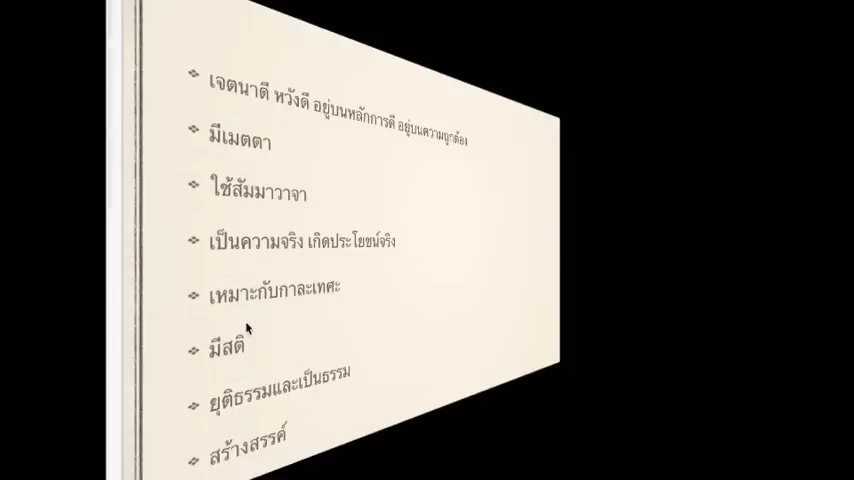 เจตนาดี หวังดี อยู่บนหลักการดี อยู่บนความถูกต้อง
มีเมตตา
ใช้สัมมาวาจา
เป็นความจริง เกิดประโยชน์จริง
เหมาะกับกาละเทศะ
มีสติ
ยุติธรรมและเป็นธรรม
สร้างสรรค์